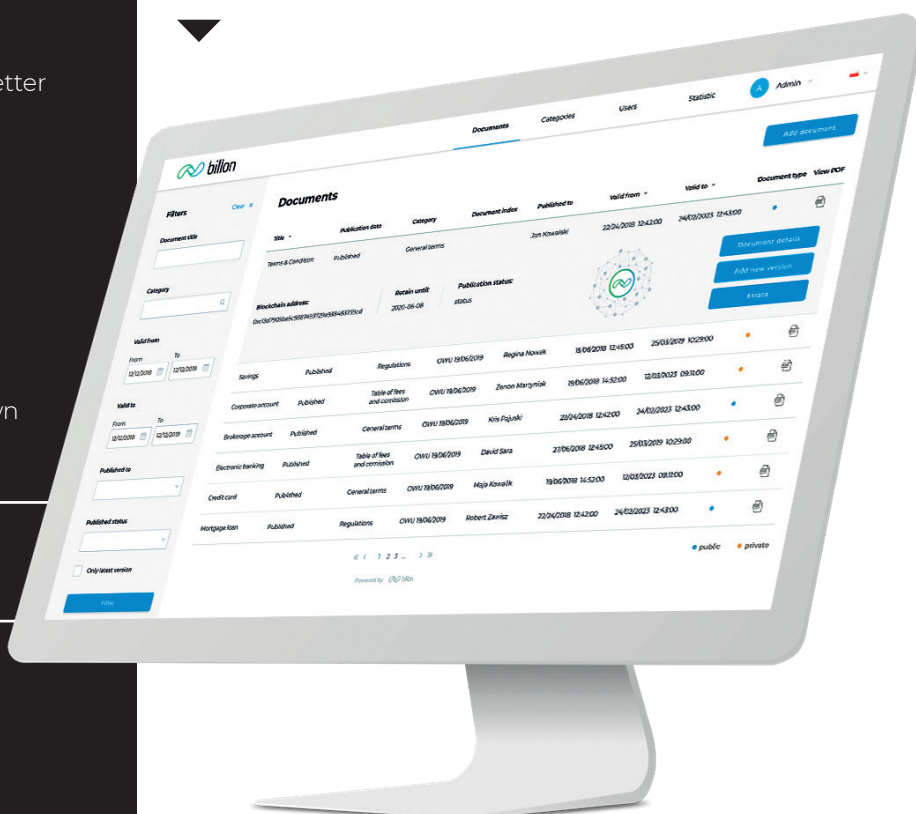 etter
wn
billon
Documents Categories Users Statistic A Admin
Add document
Filters Clear x
Document title
Category
Valid from
From To
12/12/2018 12/12/2019
Valid to
From To
12/12/2018 12/12/2019
Published to
Published status
Only latest version
Filter
Documents
Title Publication date Category Document index Published to Valid from Valid to Document type View PDF
Terms & Condition Published General terms Jan Kowalski 22/24/2018 12:42:00 24/02/2023 12:43:00
Blockchain address:
Retain until
2020-06-08
Publication status:
status
Document details
Add new version
Errata
Savings Published Regulations OWU 19/06/2019 Regina Nowak 15/06/2018 12:45:00 25/03/2019 10:29:00
Corporate account Published Table of fees and comission OWU 19/06/2019 Zenon Martyniak 19/06/2018 14:52:00 12/03/2023 09:11:00
Brokerage account Published General terms OWU 19/06/2019 Kris Pajuski 22/24/2018 12:42:00 24/02/2023 12:43:00
Electronic banking Published Table of fees and comission OWU 19/06/2019 David Sara 27/06/2018 12:45:00 25/03/2019 10:29:00
Credit card Published General terms OWU 19/06/2019 Maja Kowalik 19/06/2018 14:52:00 12/03/2023 09:11:00
Mortgage loan Published Regulations OWU 19/06/2019 Robert Zawisz 22/24/2018 12:42:00 24/02/2023 12:43:00
« ‹ 1 2 3 ... › »
public private
Powered by billon